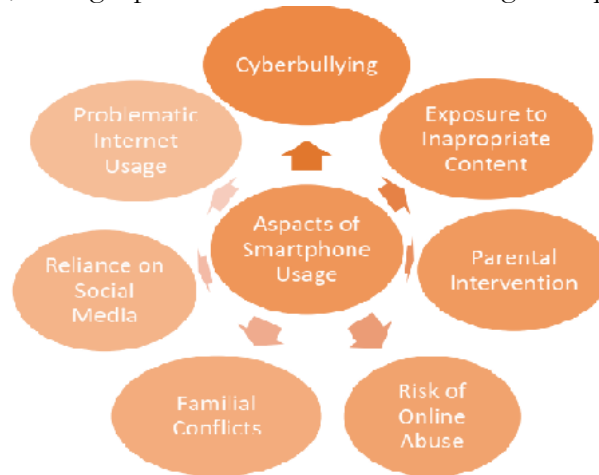 Cyberbullying
Problematic
Internet
Usage
Exposure to
Inapropriate
Content
Aspacts of
Smartphone
Usage
Reliance on
Social
Media
Parental
Intervention
Familial
Conflicts
Risk of
Online
Abuse